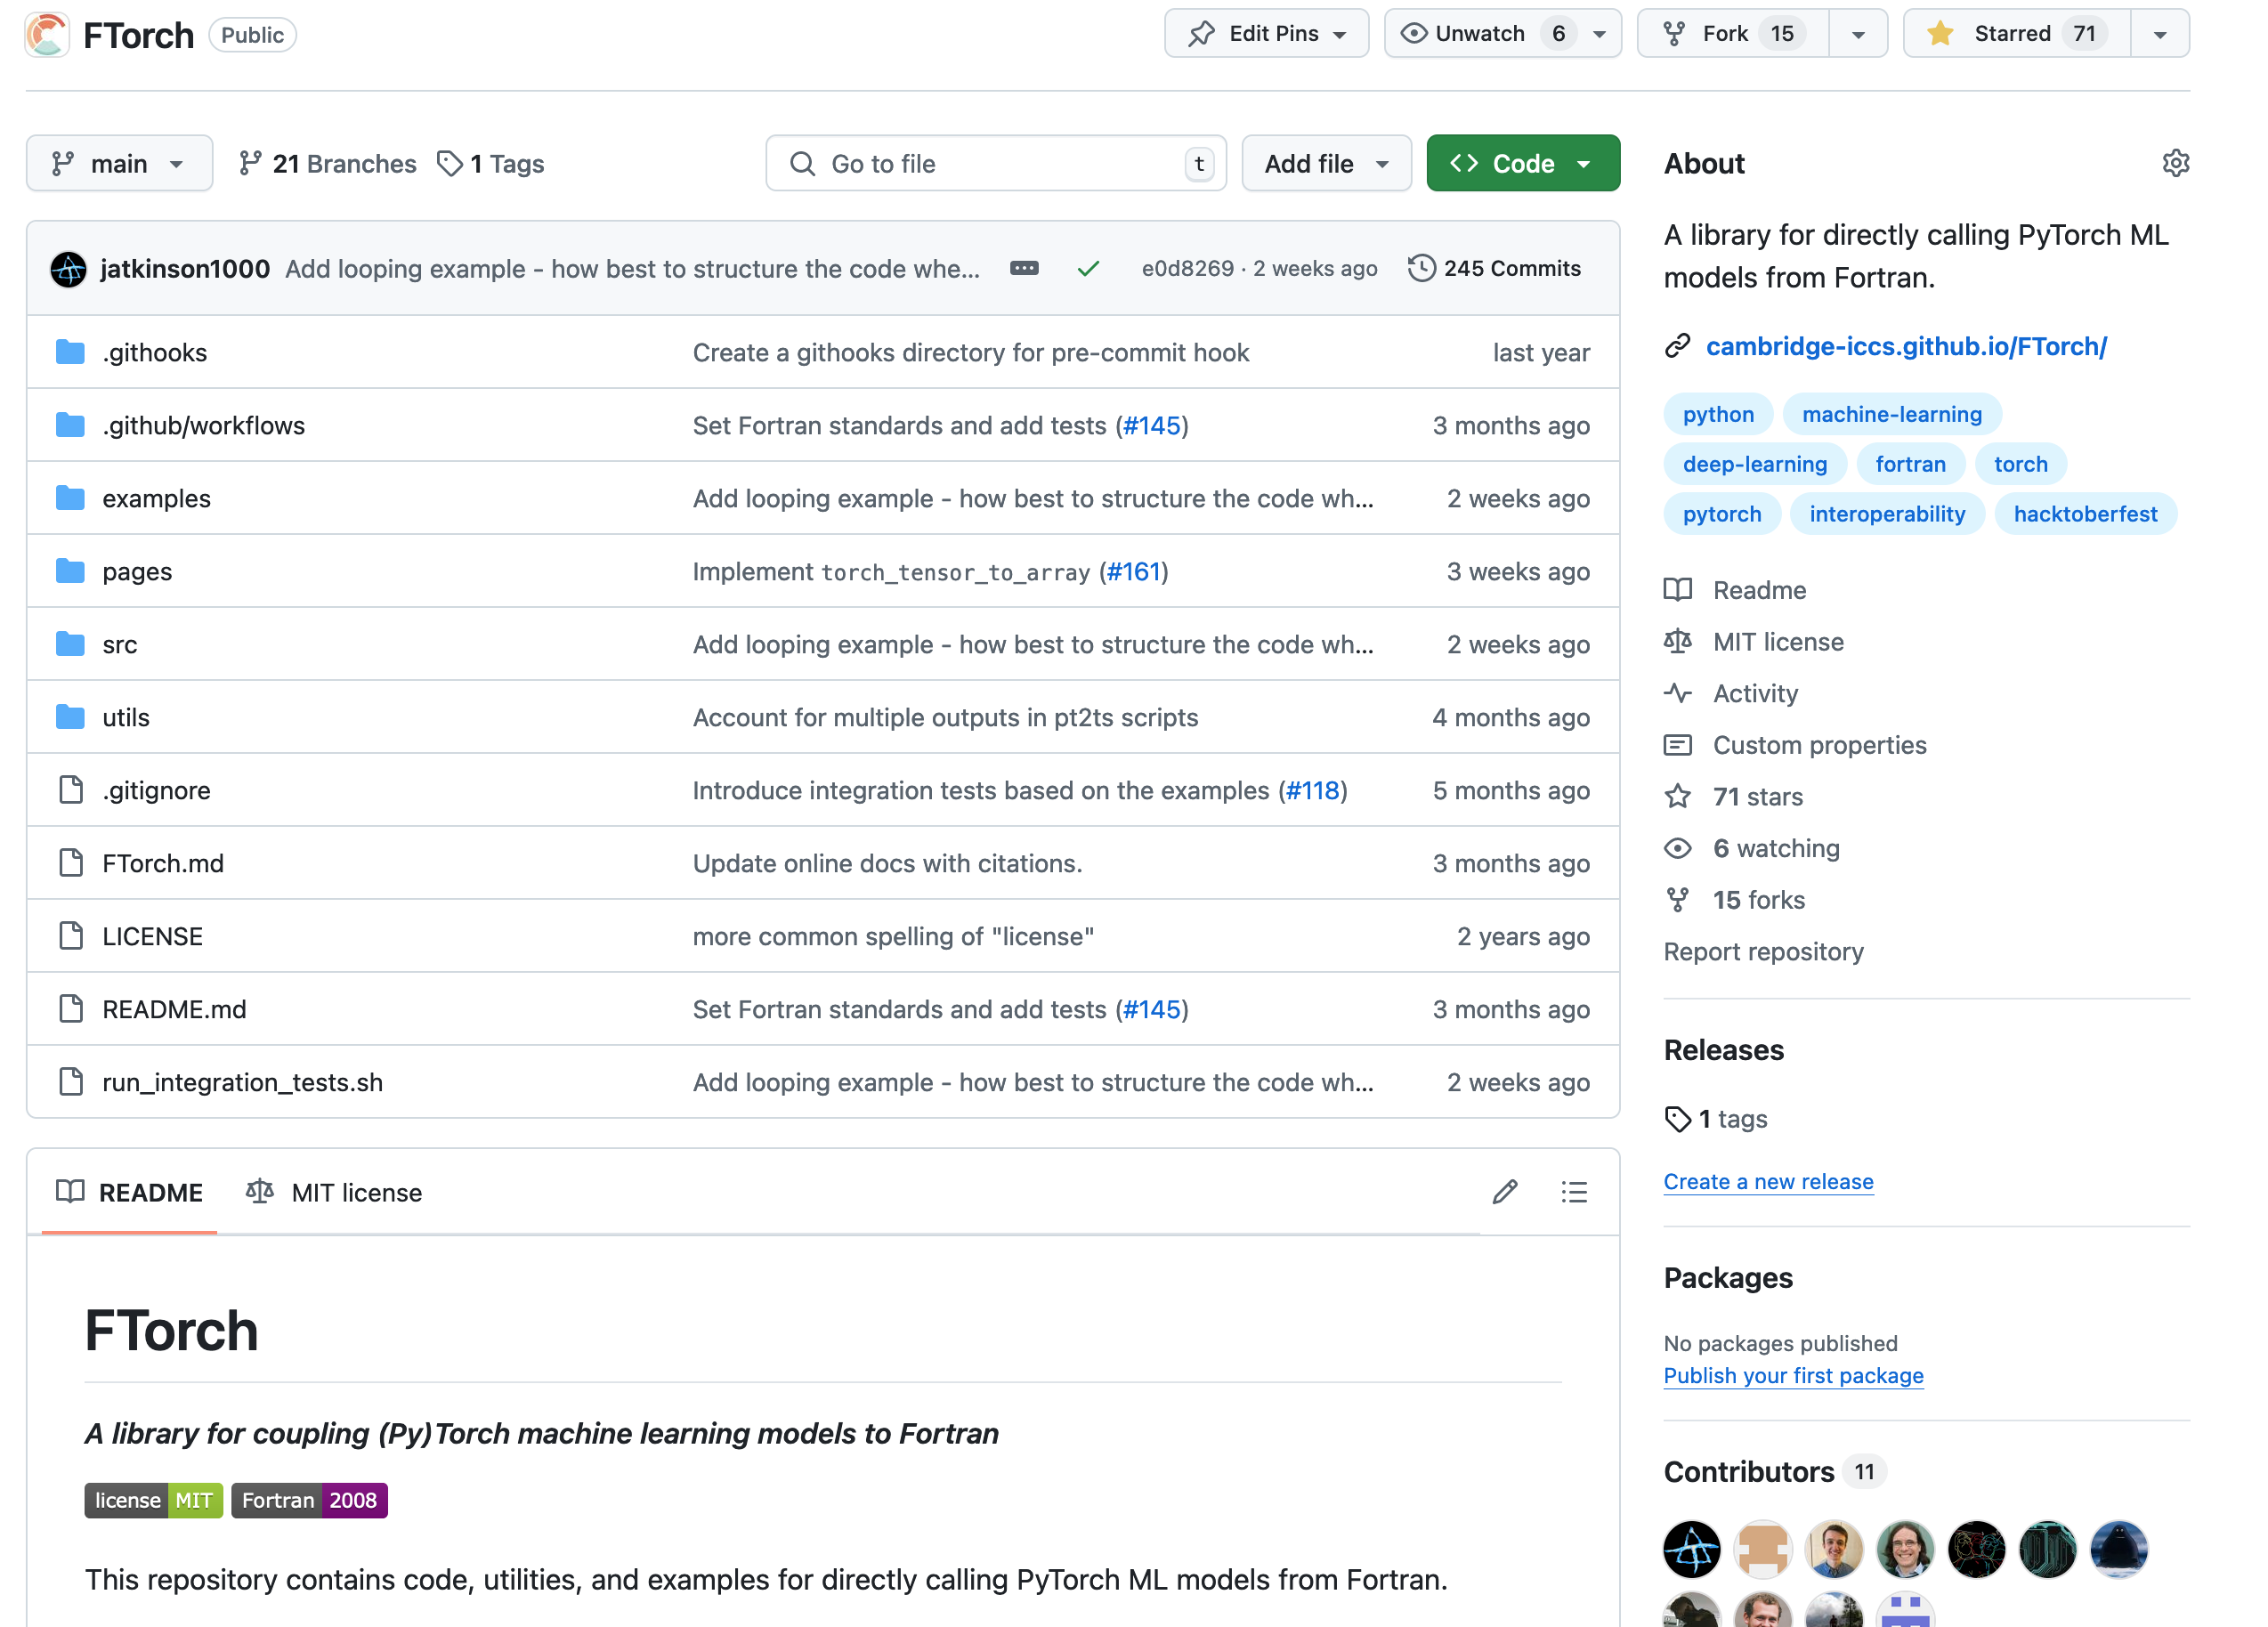 FTorch Public
Edit Pins Unwatch 6 Fork 15 Starred 71
main 21 Branches 1 Tags Go to file t Add file Code
jatkinson1000 Add looping example - how best to structure the code whe... e0d8269 · 2 weeks ago 245 Commits
.githooks Create a githooks directory for pre-commit hook last year
.github/workflows Set Fortran standards and add tests (#145) 3 months ago
examples Add looping example - how best to structure the code wh... 2 weeks ago
pages Implement torch_tensor_to_array (#161) 3 weeks ago
src Add looping example - how best to structure the code wh... 2 weeks ago
utils Account for multiple outputs in pt2ts scripts 4 months ago
.gitignore Introduce integration tests based on the examples (#118) 5 months ago
FTorch.md Update online docs with citations. 3 months ago
LICENSE more common spelling of "license" 2 years ago
README.md Set Fortran standards and add tests (#145) 3 months ago
run_integration_tests.sh Add looping example - how best to structure the code wh... 2 weeks ago
README MIT license
FTorch
A library for coupling (Py)Torch machine learning models to Fortran
license MIT Fortran 2008
This repository contains code, utilities, and examples for directly calling PyTorch ML models from Fortran.
About
A library for directly calling PyTorch ML
models from Fortran.
cambridge-iccs.github.io/FTorch/
python machine-learning
deep-learning fortran torch
pytorch interoperability hacktoberfest
Readme
MIT license
Activity
Custom properties
71 stars
6 watching
15 forks
Report repository
Releases
1 tags
Create a new release
Packages
No packages published
Publish your first package
Contributors 11